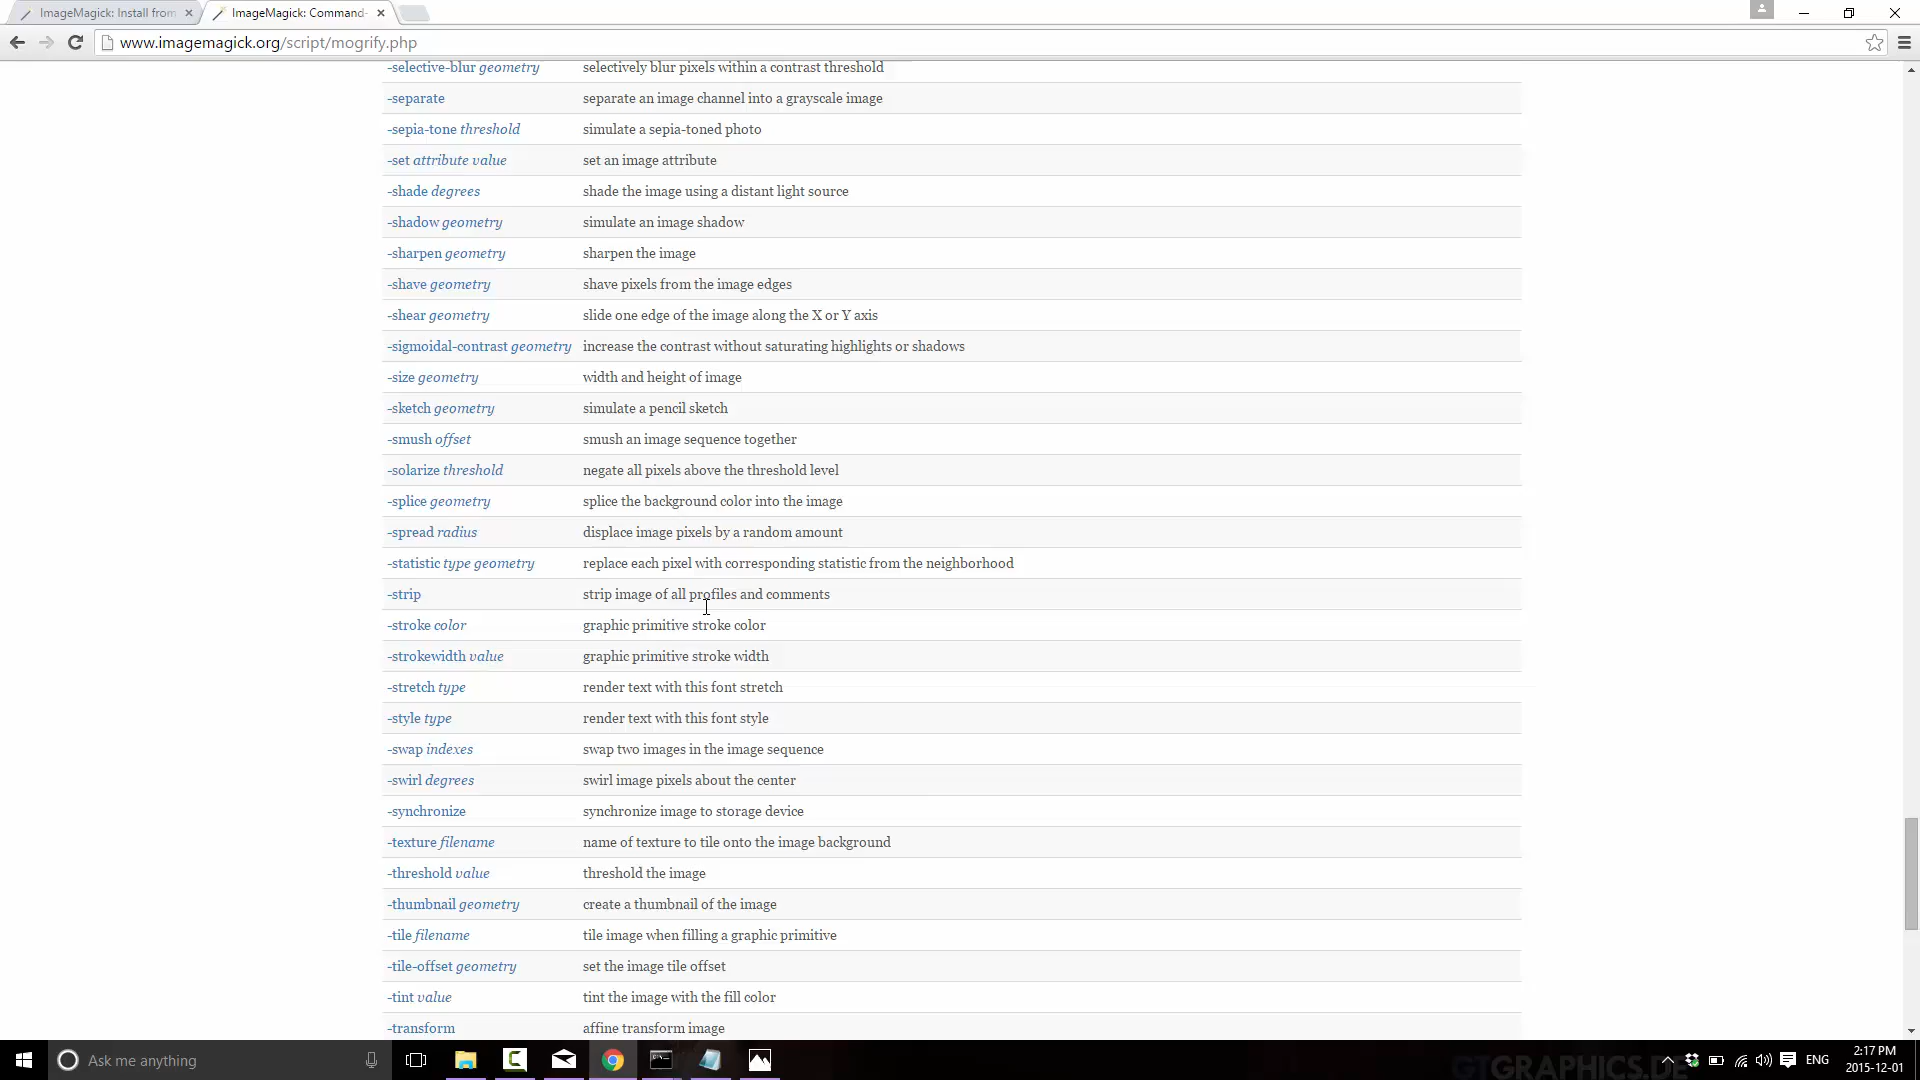 ImageMagick: Install from
ImageMagick: Command-
www.imagemagick.org/script/mogrify.php
-selective-blur geometry selectively blur pixels within a contrast threshold
-separate separate an image channel into a grayscale image
-sepia-tone threshold simulate a sepia-toned photo
-set attribute value set an image attribute
-shade degrees shade the image using a distant light source
-shadow geometry simulate an image shadow
-sharpen geometry sharpen the image
-shave geometry shave pixels from the image edges
-shear geometry slide one edge of the image along the X or Y axis
-sigmoidal-contrast geometry increase the contrast without saturating highlights or shadows
-size geometry width and height of image
-sketch geometry simulate a pencil sketch
-smush offset smush an image sequence together
-solarize threshold negate all pixels above the threshold level
-splice geometry splice the background color into the image
-spread radius displace image pixels by a random amount
-statistic type geometry replace each pixel with corresponding statistic from the neighborhood
-strip strip image of all profiles and comments
-stroke color graphic primitive stroke color
-strokewidth value graphic primitive stroke width
-stretch type render text with this font stretch
-style type render text with this font style
-swap indexes swap two images in the image sequence
-swirl degrees swirl image pixels about the center
-synchronize synchronize image to storage device
-texture filename name of texture to tile onto the image background
-threshold value threshold the image
-thumbnail geometry create a thumbnail of the image
-tile filename tile image when filling a graphic primitive
-tile-offset geometry set the image tile offset
-tint value tint the image with the fill color
-transform affine transform image
Ask me anything
ENG
2:17 PM
2015-12-01
GTGRAPHICS.DE